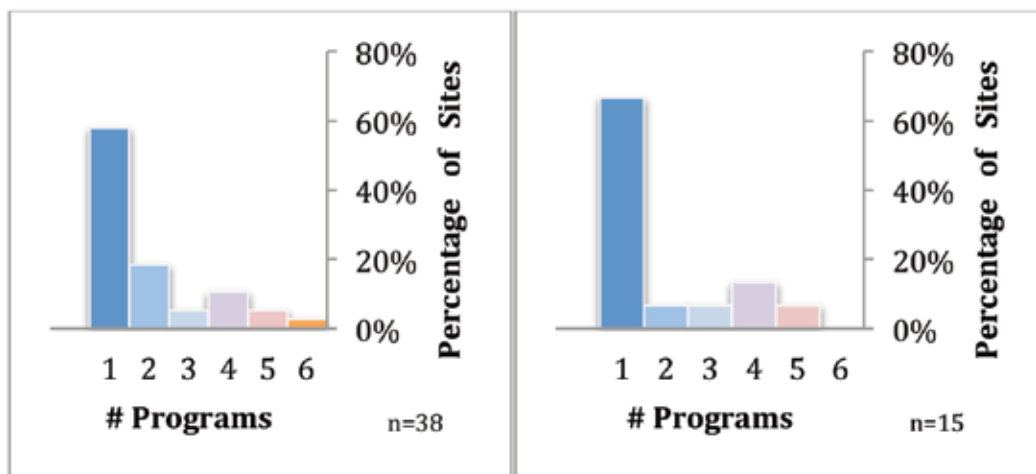 80%
60%
40%
20%
0%
Percentage of Sites
1 2 3 4 5 6
# Programs
n=38
80%
60%
40%
20%
0%
Percentage of Sites
1 2 3 4 5 6
# Programs
n=15